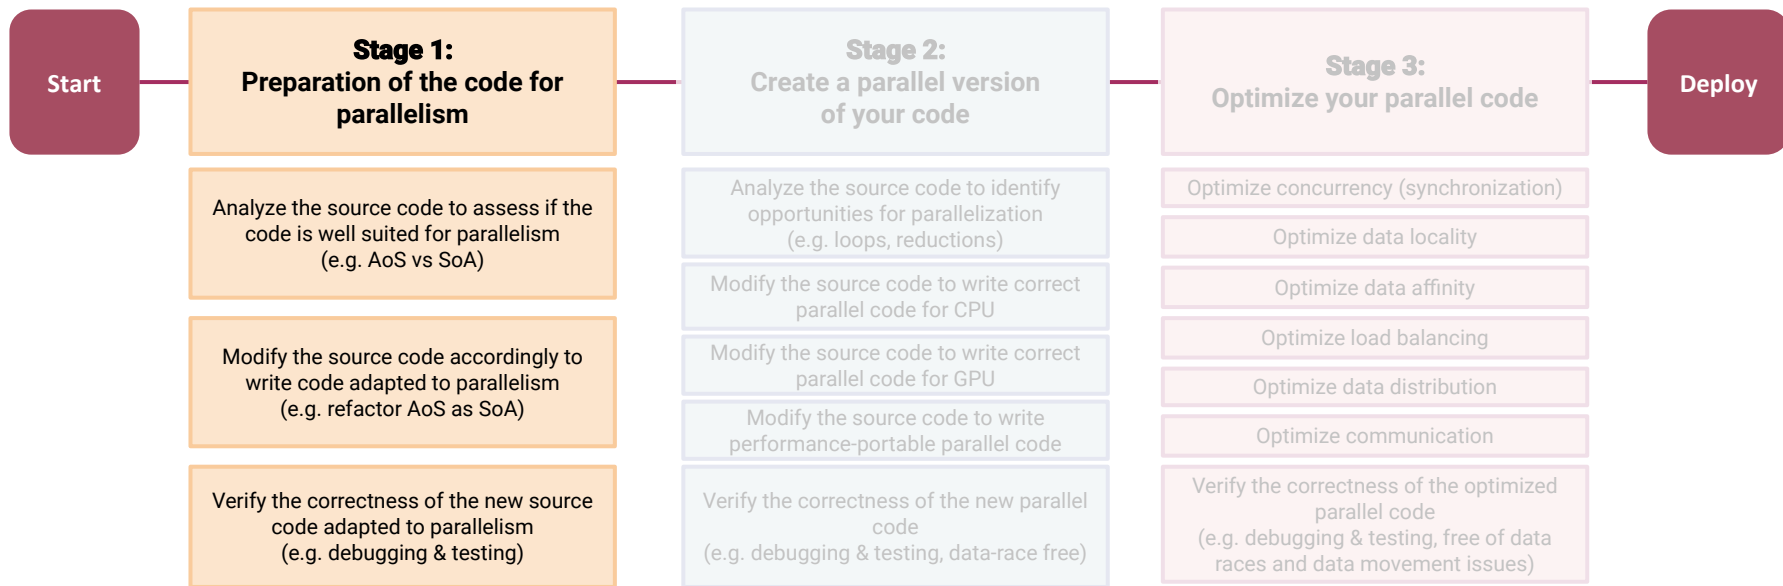 Start
Stage 1:
Preparation of the code for
parallelism
Analyze the source code to assess if the
code is well suited for parallelism
(e.g. AoS vs SoA)
Modify the source code accordingly to
write code adapted to parallelism
(e.g. refactor AoS as SoA)
Verify the correctness of the new source
code adapted to parallelism
(e.g. debugging & testing)
Stage 2:
Create a parallel version
of your code
Analyze the source code to identify
opportunities for parallelization
(e.g. loops, reductions)
Modify the source code to write correct
parallel code for CPU
Modify the source code to write correct
parallel code for GPU
Modify the source code to write
performance-portable parallel code
Verify the correctness of the new parallel
code
(e.g. debugging & testing, data-race free)
Stage 3:
Optimize your parallel code
Optimize concurrency (synchronization)
Optimize data locality
Optimize data affinity
Optimize load balancing
Optimize data distribution
Optimize communication
Verify the correctness of the optimized
parallel code
(e.g. debugging & testing, free of data
races and data movement issues)
Deploy